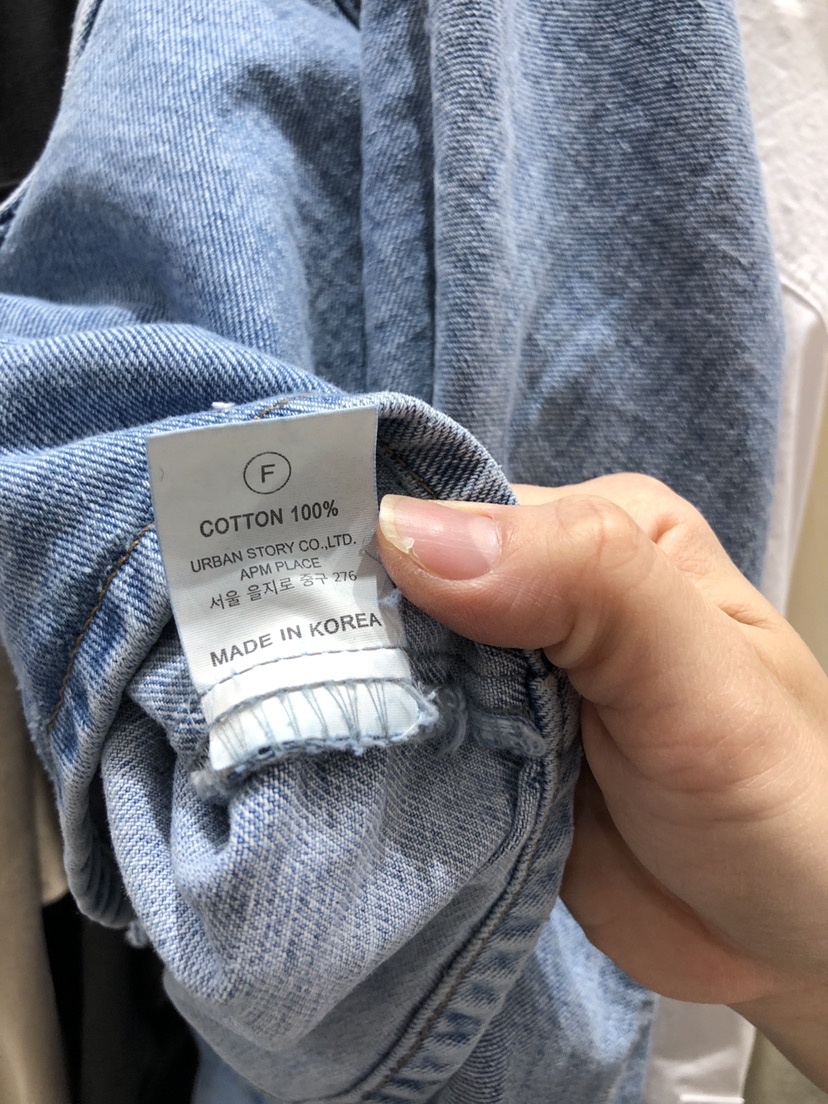 F
COTTON 100%
URBAN STORY CO.,LTD.
APM PLACE
서울 을지로 중구 276
MADE IN KOREA